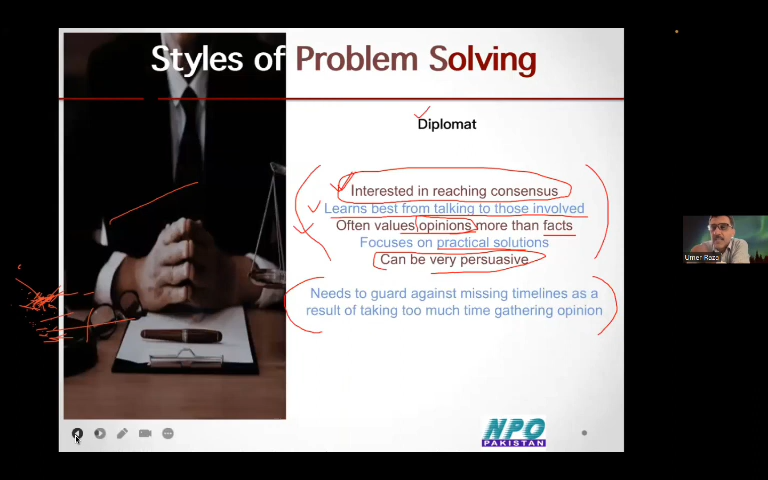 Styles of Problem Solving
Diplomat
Interested in reaching consensus
Learns best from talking to those involved
Often values opinions more than facts
Focuses on practical solutions
Can be very persuasive
Needs to guard against missing timelines as a
result of taking too much time gathering opinion
NPO
PAKISTAN
Umer Raza